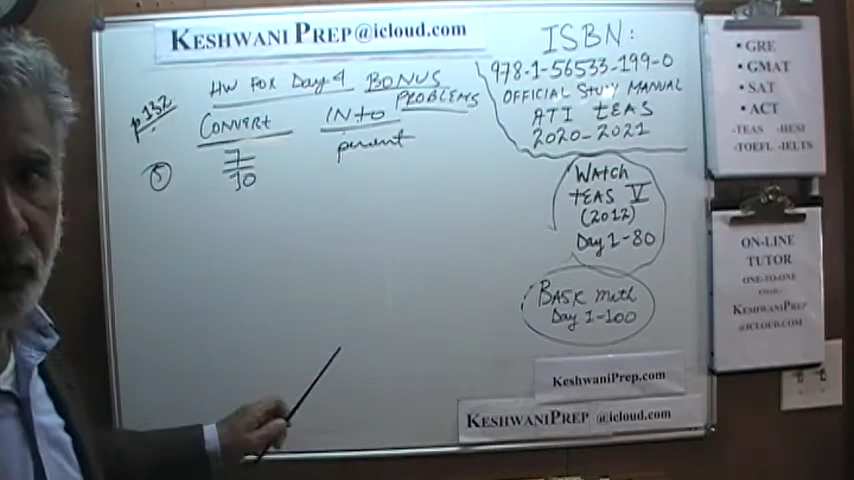 KESHWANI PREP@icloud.com
HW FOR Day 4 BONUS
PROBLEMS
p.132
CONVERT INto
percent
5
7
10
ISBN:
978-1-56533-199-0
OFFICIAL STUDY MANUAL
ATI tEAS
2020-2021
WAtCH
tEAS V
(2012)
Day 1-80
BASIC math
Day 1-100
KESHWANIPREP.COM
KESHWANIPREP @icloud.com
• GRE
• GMAT
• SAT
• ACT
-TEAS -HESI
-TOEFL -IELTS
ON-LINE
TUTOR
ONE-TO-ONE
EMAIL:
KESHWANIPREP
@ICLOUD.COM